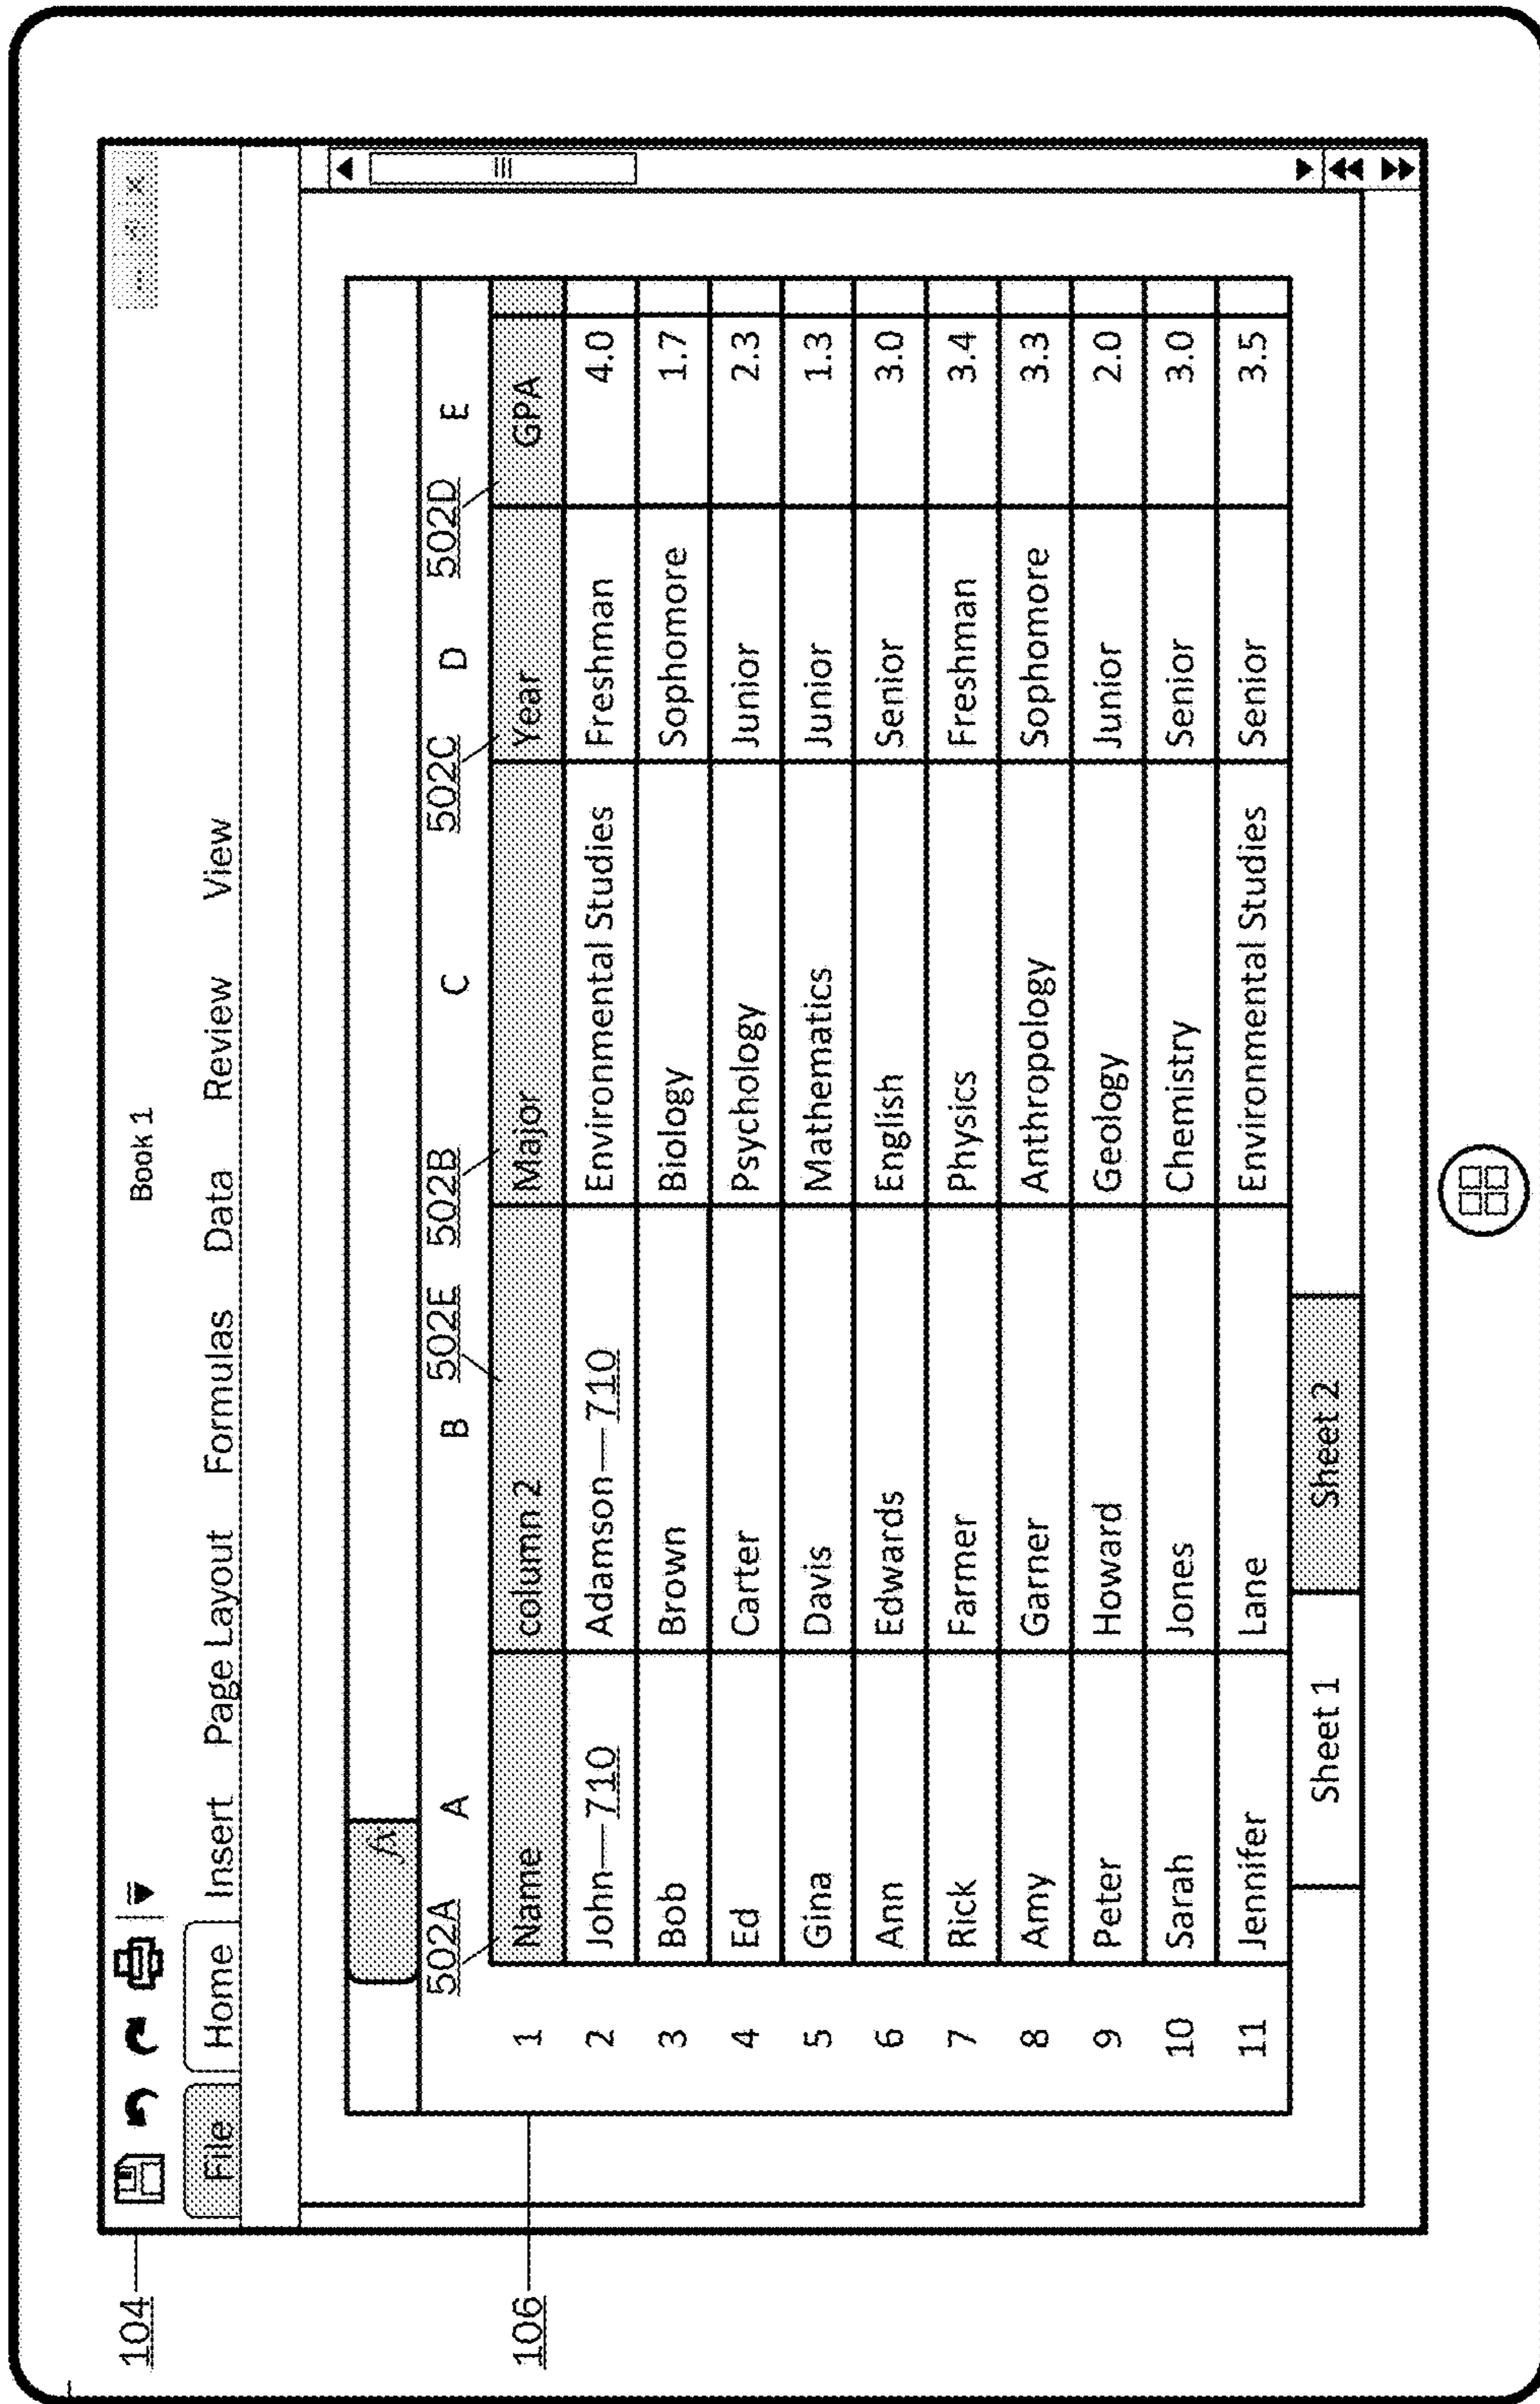 104
Book 1
File Home Insert Page Layout Formulas Data Review View
fx
502A A B 502E 502B C 502C D 502D E
106
1 Name column 2 Major Year GPA
2 John 710 Adamson 710 Environmental Studies Freshman 4.0
3 Bob Brown Biology Sophomore 1.7
4 Ed Carter Psychology Junior 2.3
5 Gina Davis Mathematics Junior 1.3
6 Ann Edwards English Senior 3.0
7 Rick Farmer Physics Freshman 3.4
8 Amy Garner Anthropology Sophomore 3.3
9 Peter Howard Geology Junior 2.0
10 Sarah Jones Chemistry Senior 3.0
11 Jennifer Lane Environmental Studies Senior 3.5
Sheet 1 Sheet 2